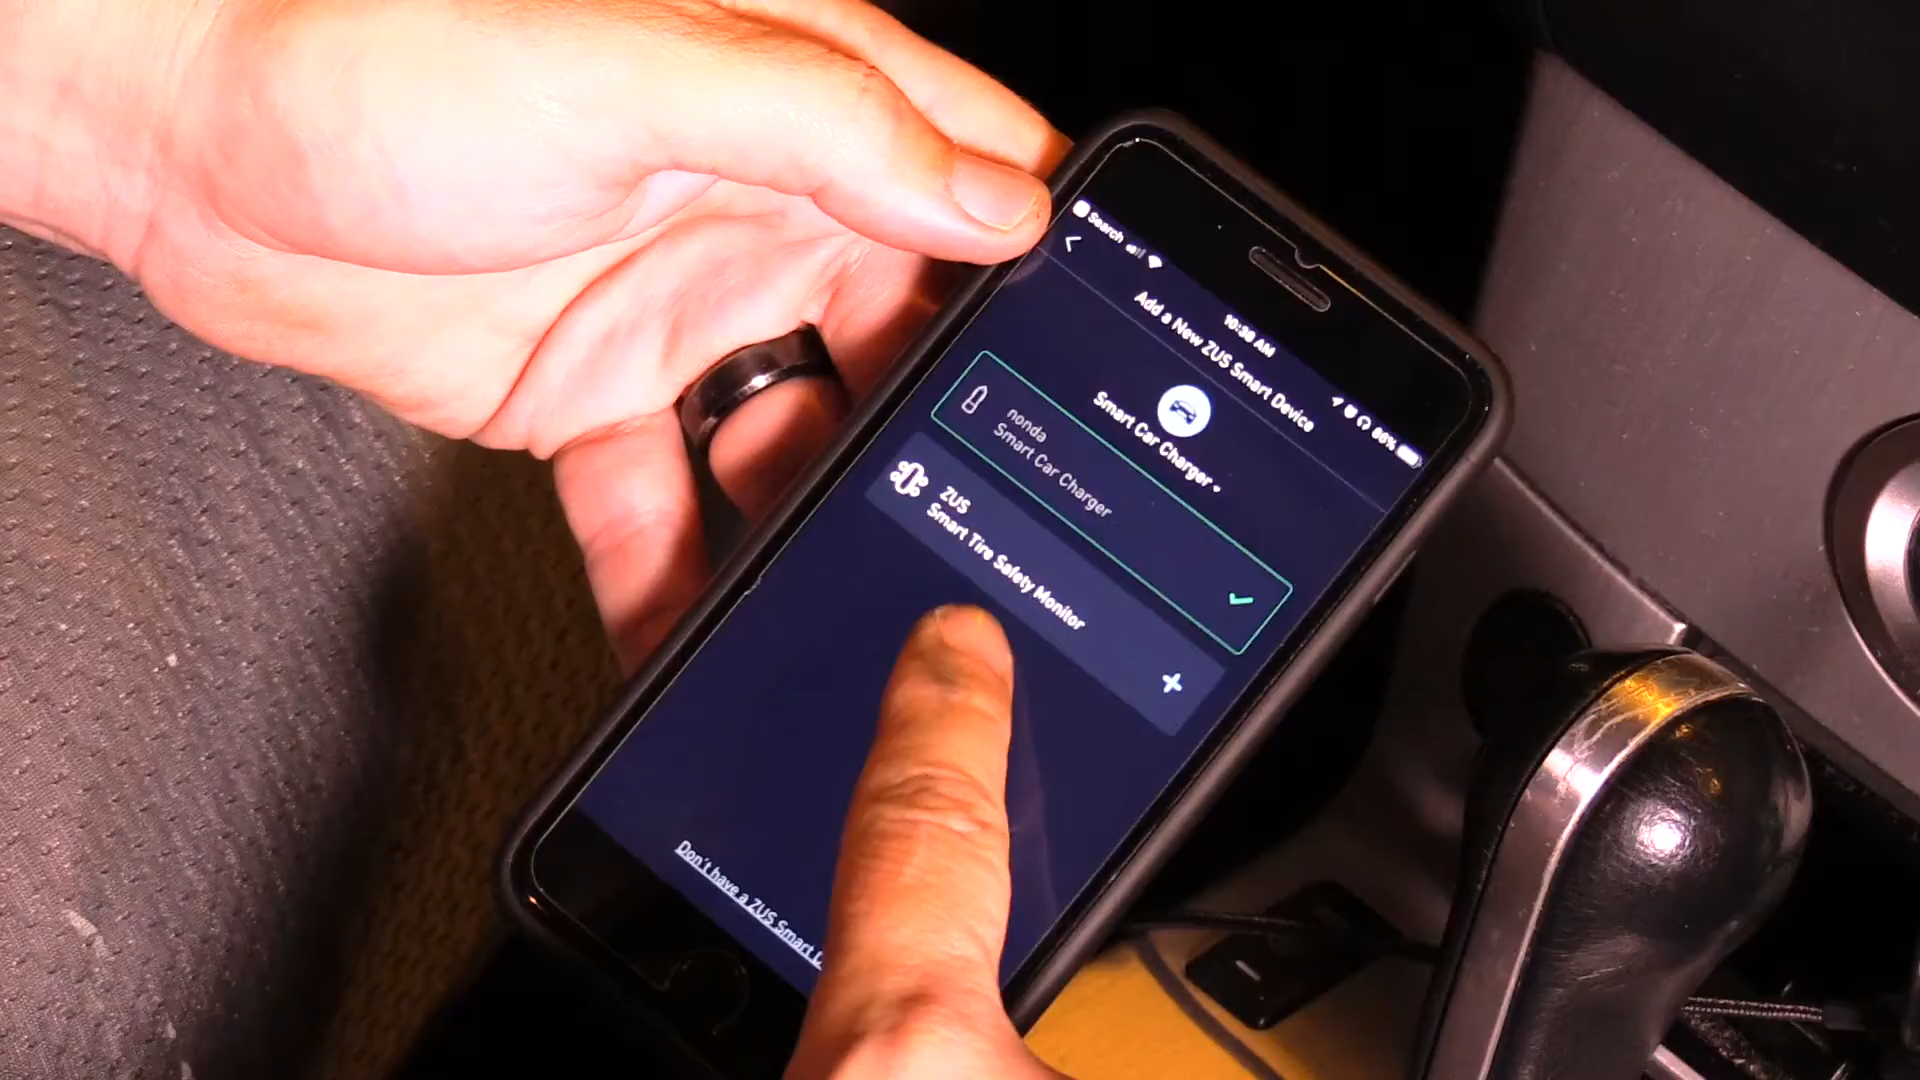 Search
10:38 AM
86%
Add a New ZUS Smart Device
Smart Car Charger
nonda
Smart Car Charger
ZUS
Smart Tire Safety Monitor
Don't have a ZUS Smart